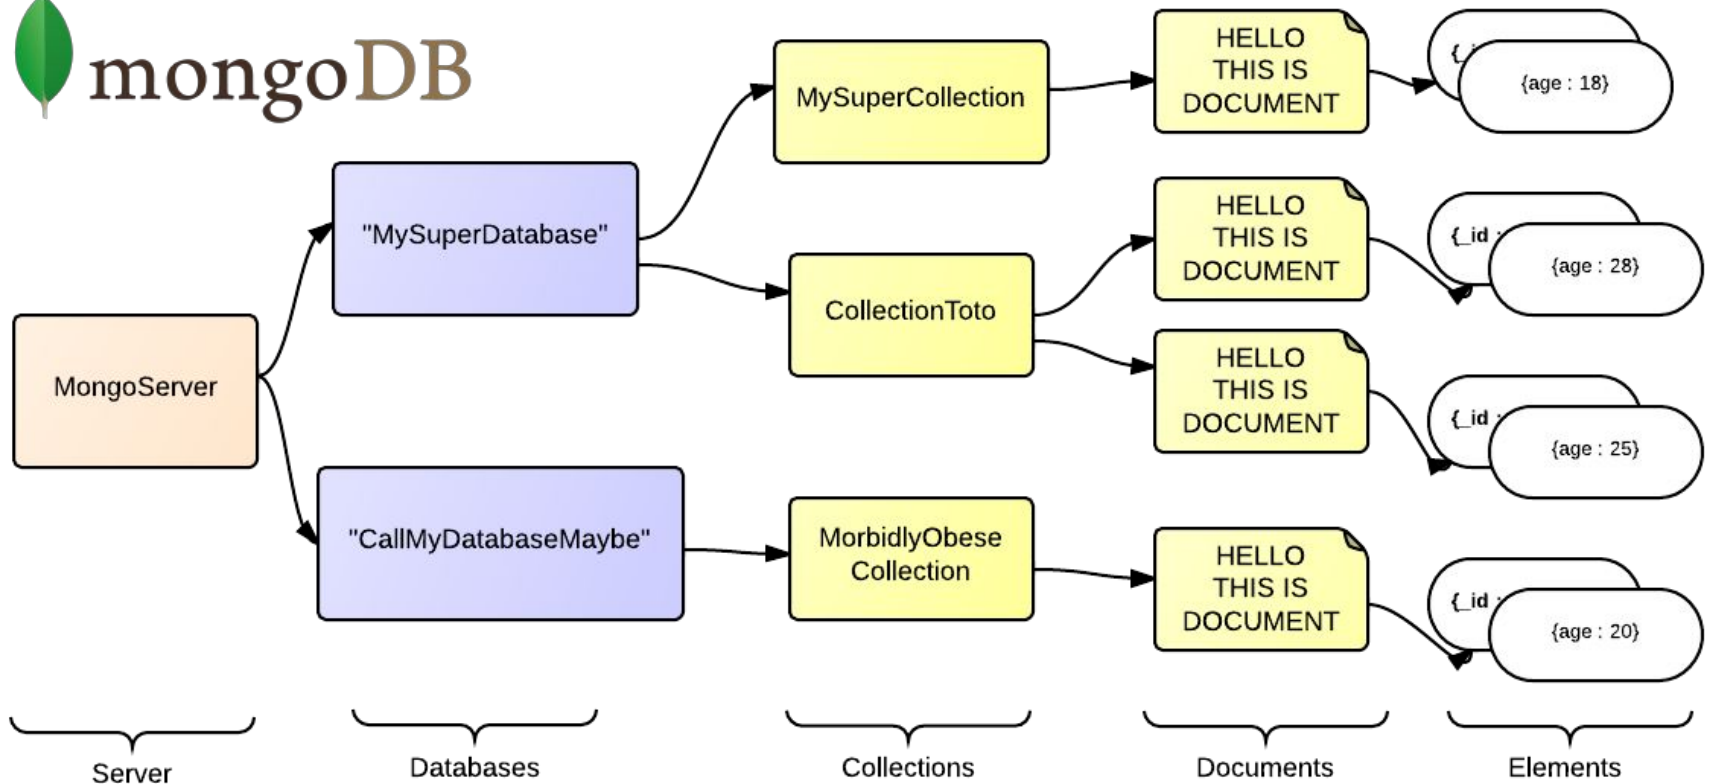 mongoDB
MongoServer
"MySuperDatabase"
"CallMyDatabaseMaybe"
MySuperCollection
CollectionToto
MorbidlyObese
Collection
HELLO
THIS IS
DOCUMENT
HELLO
THIS IS
DOCUMENT
HELLO
THIS IS
DOCUMENT
HELLO
THIS IS
DOCUMENT
{age : 18}
{_id :
{age : 28}
{_id :
{age : 25}
{_id :
{age : 20}
Server
Databases
Collections
Documents
Elements